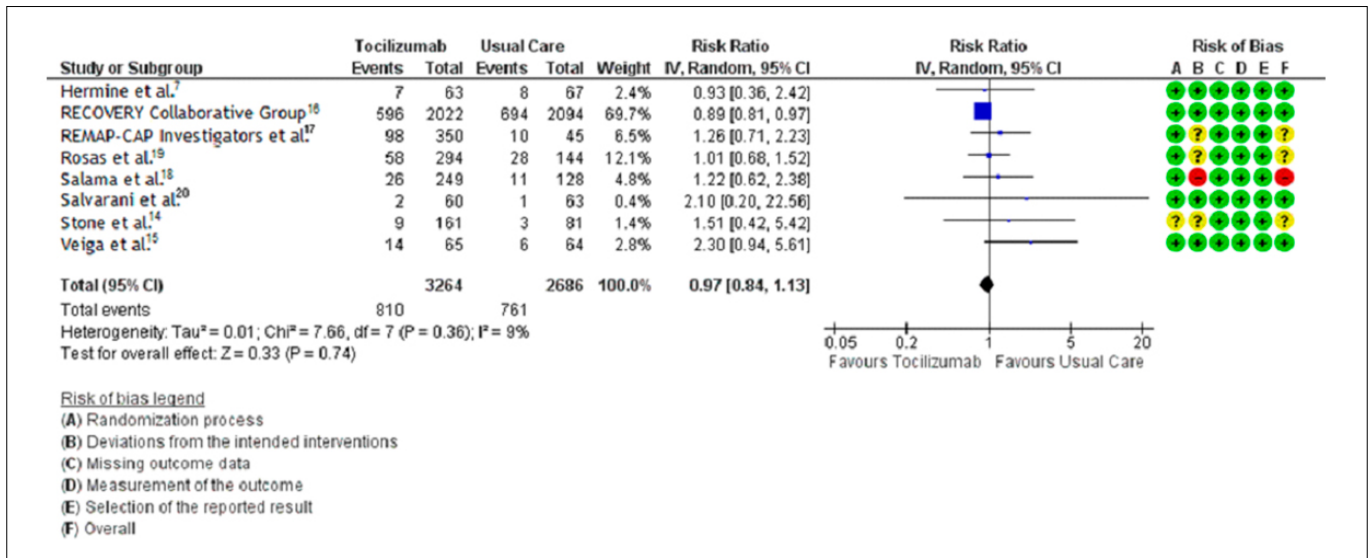 Tocilizumab Usual Care Risk Ratio Risk Ratio Risk of Bias
Study or Subgroup Events Total Events Total Weight IV, Random, 95% CI IV, Random, 95% CI A B C D E F
Hermine et al.⁷ 7 63 8 67 2.4% 0.93 [0.36, 2.42] + + + + + +
RECOVERY Collaborative Group¹⁶ 596 2022 694 2094 69.7% 0.89 [0.81, 0.97] + + + + + +
REMAP-CAP Investigators et al.¹⁷ 98 350 10 45 6.5% 1.26 [0.71, 2.23] + ? + + + ?
Rosas et al.¹⁹ 58 294 28 144 12.1% 1.01 [0.68, 1.52] + ? + + + ?
Salama et al.¹⁸ 26 249 11 128 4.8% 1.22 [0.62, 2.38] + - + + + -
Salvarani et al.²⁰ 2 60 1 63 0.4% 2.10 [0.20, 22.56] + + + + + +
Stone et al.¹⁴ 9 161 3 81 1.4% 1.51 [0.42, 5.42] ? ? + + + ?
Veiga et al.¹⁵ 14 65 6 64 2.8% 2.30 [0.94, 5.61] + + + + + +
Total (95% CI) 3264 2686 100.0% 0.97 [0.84, 1.13]
Total events 810 761
Heterogeneity: Tau² = 0.01; Chi² = 7.66, df = 7 (P = 0.36); I² = 9%
Test for overall effect: Z = 0.33 (P = 0.74)
0.05 0.2 1 5 20
Favours Tocilizumab Favours Usual Care
Risk of bias legend
(A) Randomization process
(B) Deviations from the intended interventions
(C) Missing outcome data
(D) Measurement of the outcome
(E) Selection of the reported result
(F) Overall